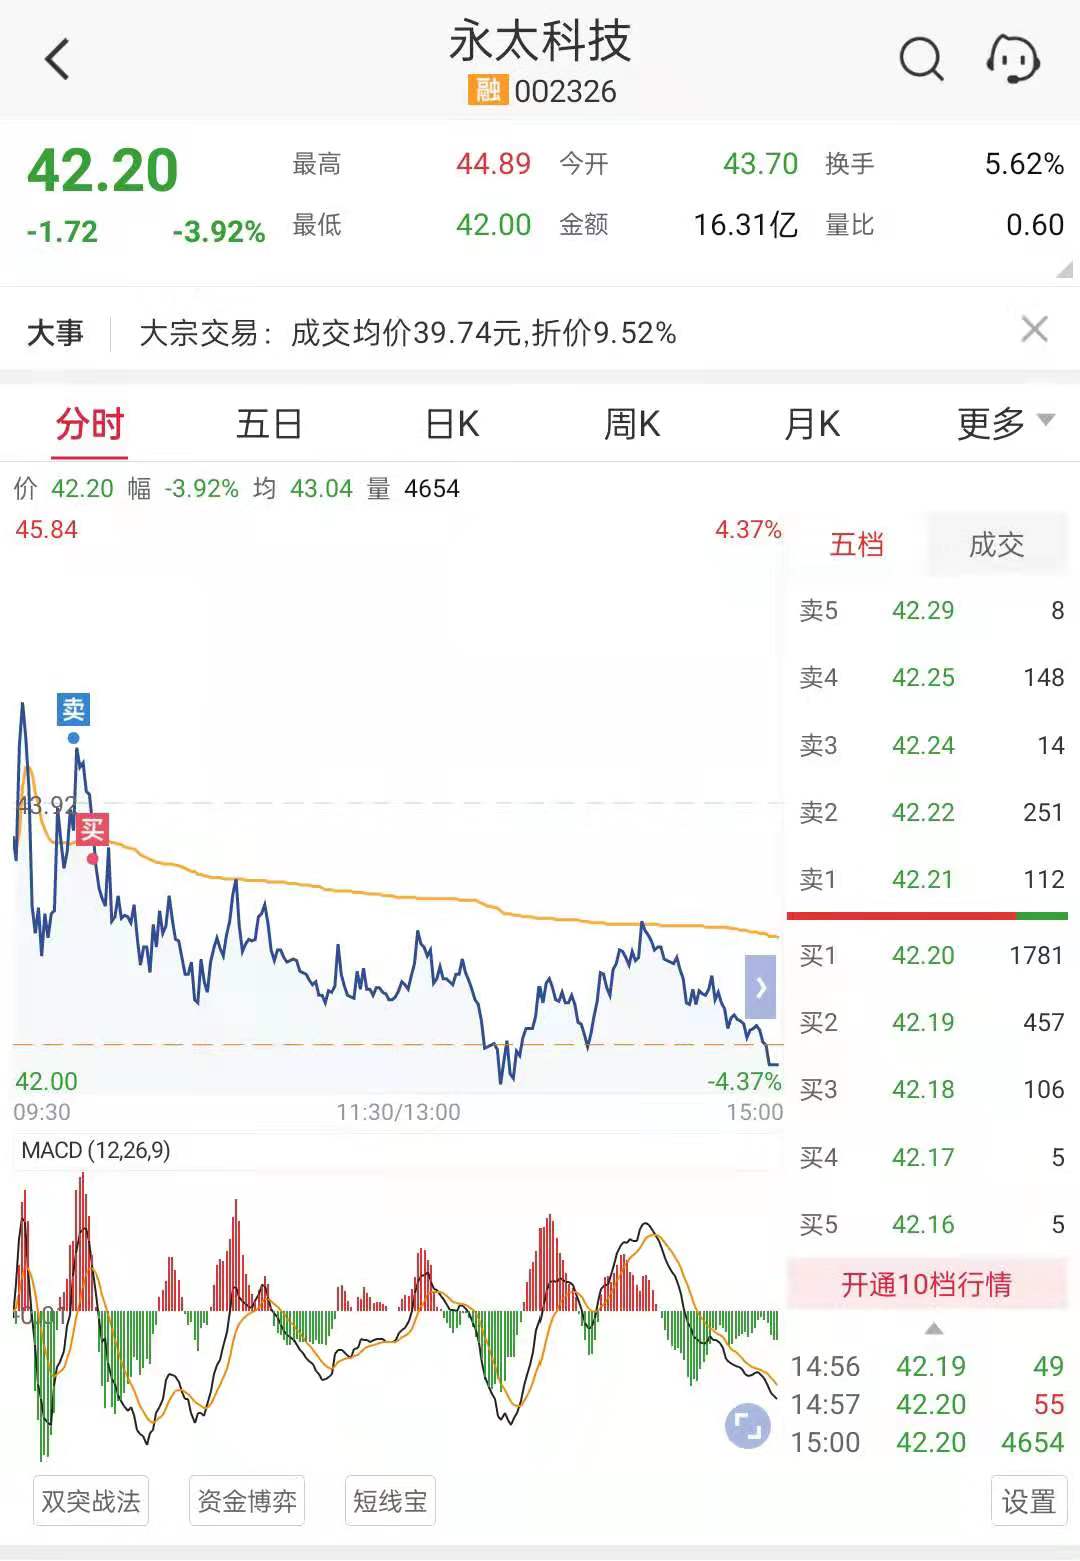 永太科技
融 002326
42.20 最高 44.89 今开 43.70 换手 5.62%
-1.72 -3.92% 最低 42.00 金额 16.31亿 量比 0.60
大事 大宗交易：成交均价39.74元,折价9.52%
分时 五日 日K 周K 月K 更多
价 42.20 幅 -3.92% 均 43.04 量 4654
45.84 4.37%
卖
43.92
买
42.00 -4.37%
09:30 11:30/13:00 15:00
MACD (12,26,9)
五档 成交
卖5 42.29 8
卖4 42.25 148
卖3 42.24 14
卖2 42.22 251
卖1 42.21 112
买1 42.20 1781
买2 42.19 457
买3 42.18 106
买4 42.17 5
买5 42.16 5
开通10档行情
14:56 42.19 49
14:57 42.20 55
15:00 42.20 4654
双突战法 资金博弈 短线宝 设置